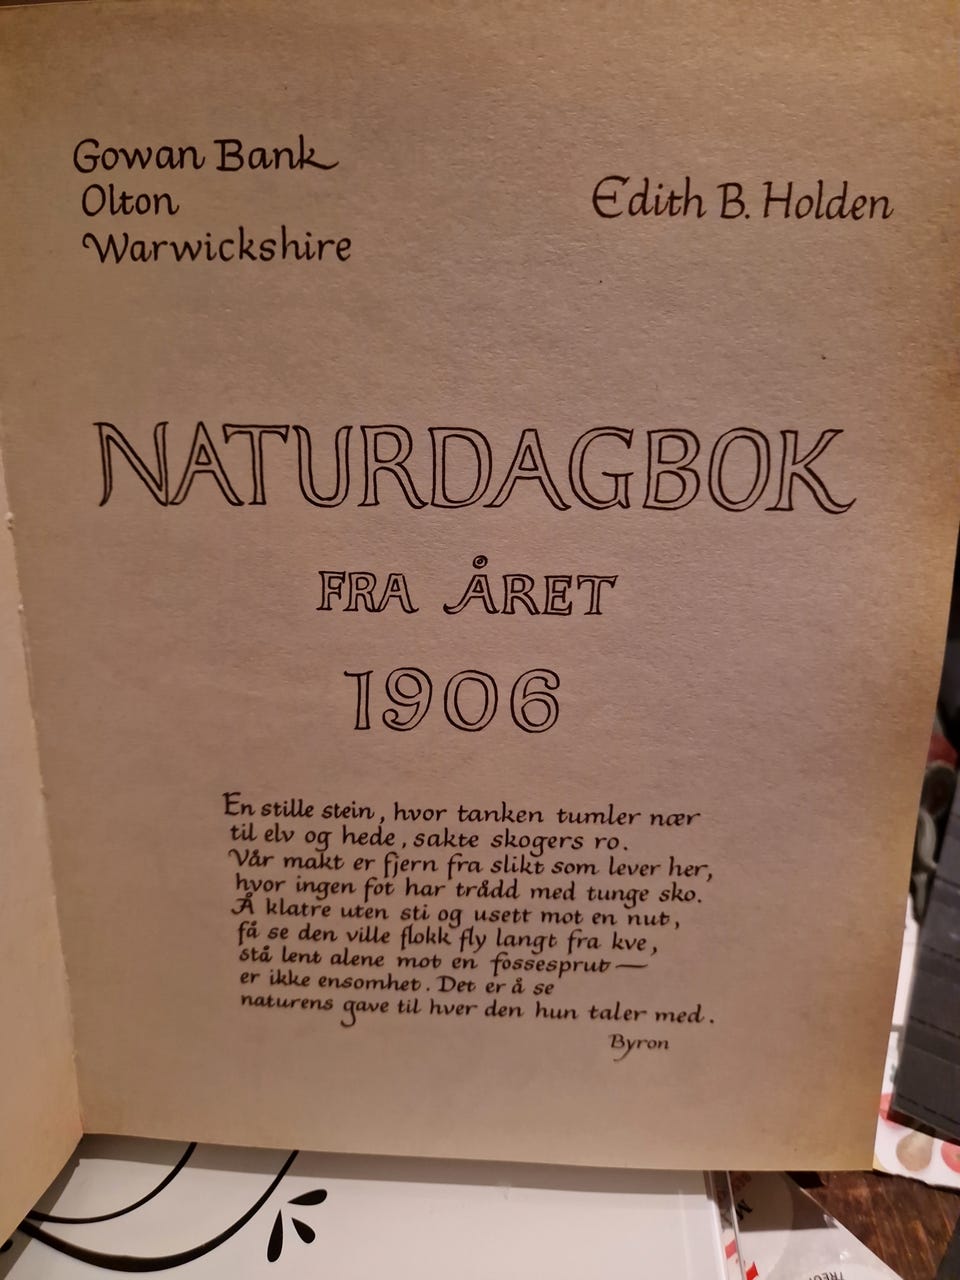 Gowan Bank
Olton
Warwickshire
Edith B. Holden
NATURDAGBOK
FRA ÅRET
1906
En stille stein, hvor tanken tumler nær
til elv og hede, sakte skogers ro.
Vår makt er fjern fra slikt som lever her,
hvor ingen fot har trådd med tunge sko.
Å klatre uten sti og usett mot en nut,
få se den ville flokk fly langt fra kve,
stå lent alene mot en fossesprut —
er ikke ensomhet. Det er å se
naturens gave til hver den hun taler med.
Byron